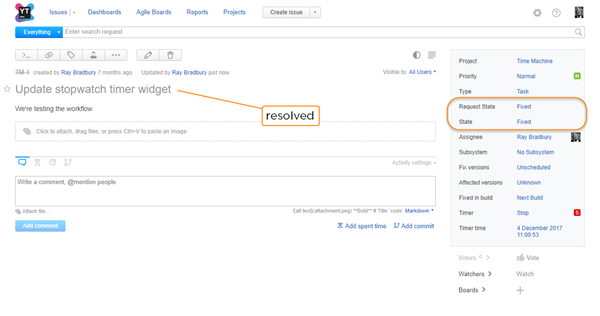 YT
Issues Dashboards Agile Boards Reports Projects Create Issue
Everything Enter search request
TM-1 created by Ray Bradbury 7 months ago Updated by Ray Bradbury just now Visible to: All Users
Update stopwatch timer widget
We're testing the workflow
resolved
Click to attach, drag files, or press Ctrl+V to paste an image
Activity settings
Write a comment, @mention people
Attach file... ![alt text](attachment.png) **Bold** # Title `code` Markdown
Add comment Add spent time Add commit
Project Time Machine
Priority Normal N
Type Task
Request State Fixed
State Fixed
Assignee Ray Bradbury
Subsystem No Subsystem
Fix versions Unscheduled
Affected versions Unknown
Fixed in build Next Build
Timer Stop S
Timer time 4 December 2017
11:00:53
Voters 0 Vote
Watchers Watch
Boards